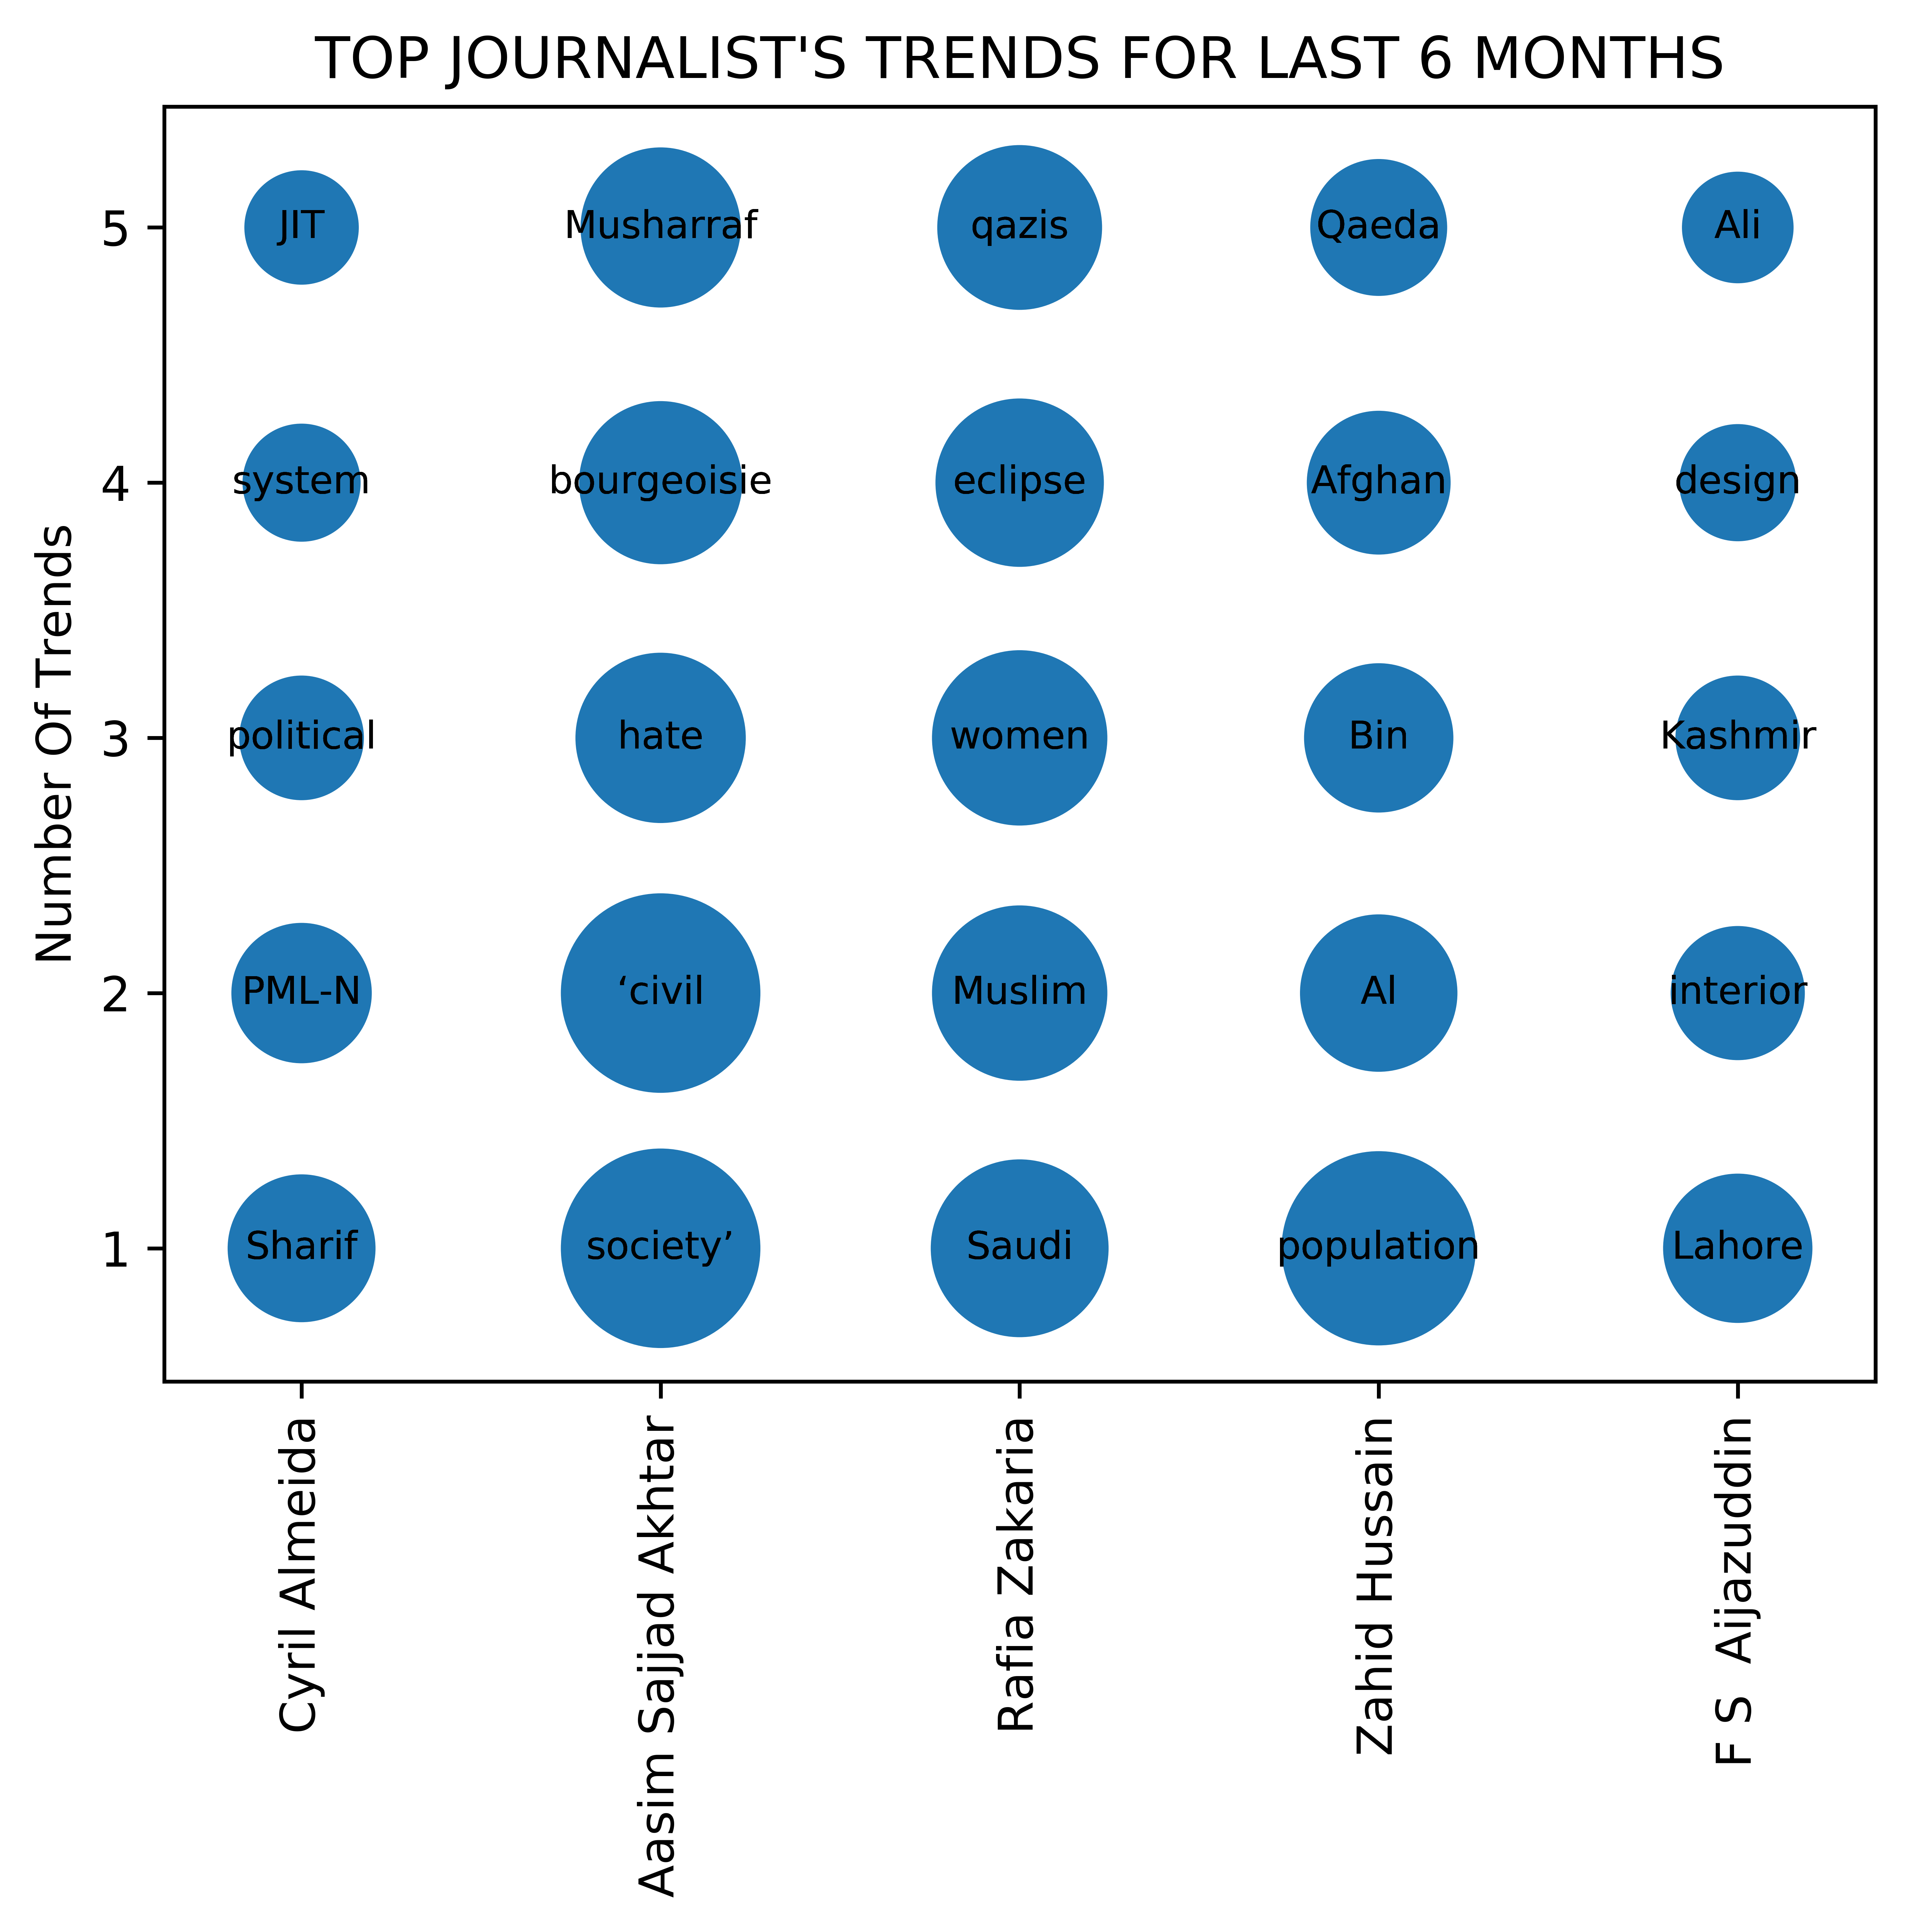 TOP JOURNALIST'S TRENDS FOR LAST 6 MONTHS
Number Of Trends
5
JIT
Musharraf
qazis
Qaeda
Ali
4
system
bourgeoisie
eclipse
Afghan
design
3
political
hate
women
Bin
Kashmir
2
PML-N
‘civil
Muslim
Al
interior
1
Sharif
society’
Saudi
population
Lahore
Cyril Almeida
Aasim Sajjad Akhtar
Rafia Zakaria
Zahid Hussain
F S Aijazuddin